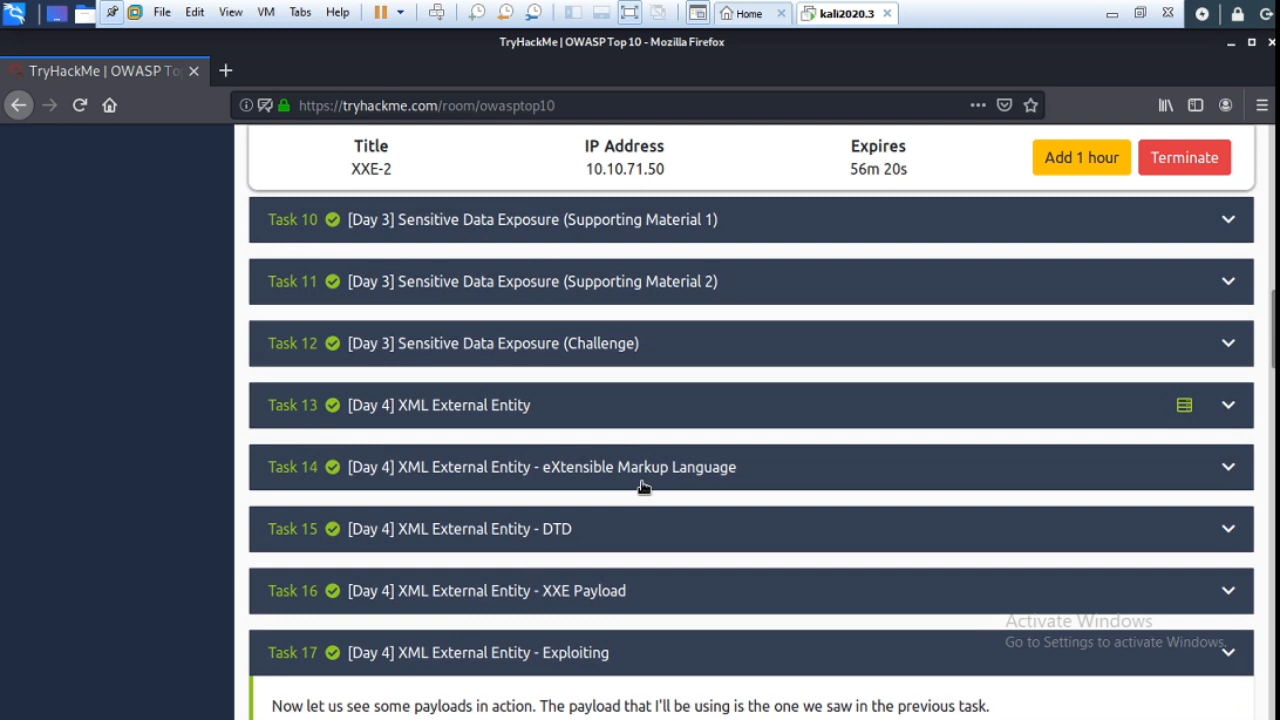 File Edit View VM Tabs Help Home kali2020.3
TryHackMe | OWASP Top 10 - Mozilla Firefox
TryHackMe | OWASP To
https://tryhackme.com/room/owasptop10
Title IP Address Expires
XXE-2 10.10.71.50 56m 20s Add 1 hour Terminate
Task 10 [Day 3] Sensitive Data Exposure (Supporting Material 1)
Task 11 [Day 3] Sensitive Data Exposure (Supporting Material 2)
Task 12 [Day 3] Sensitive Data Exposure (Challenge)
Task 13 [Day 4] XML External Entity
Task 14 [Day 4] XML External Entity - eXtensible Markup Language
Task 15 [Day 4] XML External Entity - DTD
Task 16 [Day 4] XML External Entity - XXE Payload
Activate Windows
Go to Settings to activate Windows.
Task 17 [Day 4] XML External Entity - Exploiting
Now let us see some payloads in action. The payload that I'll be using is the one we saw in the previous task.